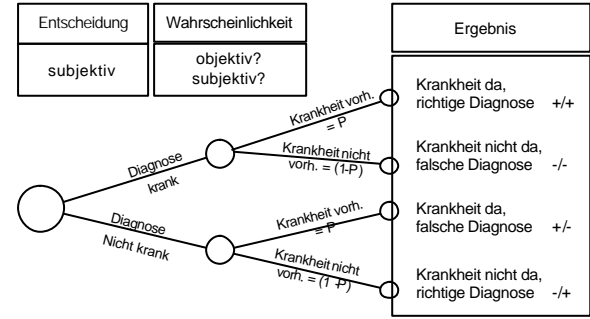 Entscheidung
Wahrscheinlichkeit
Ergebnis
subjektiv
objektiv?
subjektiv?
Krankheit vorh.
= P
Krankheit da,
richtige Diagnose +/+
Diagnose
krank
Krankheit nicht
vorh. = (1-P)
Krankheit nicht da,
falsche Diagnose -/-
Diagnose
Nicht krank
Krankheit vorh.
= P
Krankheit da,
falsche Diagnose +/-
Krankheit nicht
vorh. = (1-P)
Krankheit nicht da,
richtige Diagnose -/+